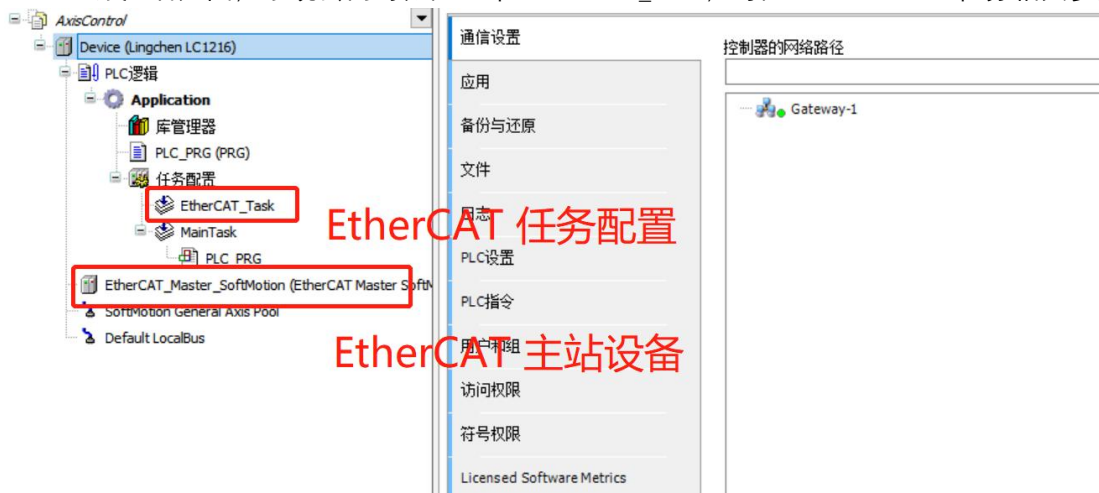 AxisControl
Device (Lingchen LC1216)
PLC逻辑
Application
库管理器
PLC_PRG (PRG)
任务配置
EtherCAT_Task
MainTask
PLC_PRG
EtherCAT_Master_SoftMotion (EtherCAT Master SoftM
SoftMotion General Axis Pool
Default LocalBus
EtherCAT 任务配置
EtherCAT 主站设备
通信设置
应用
备份与还原
文件
日志
PLC设置
PLC指令
用户和组
访问权限
符号权限
Licensed Software Metrics
控制器的网络路径
Gateway-1